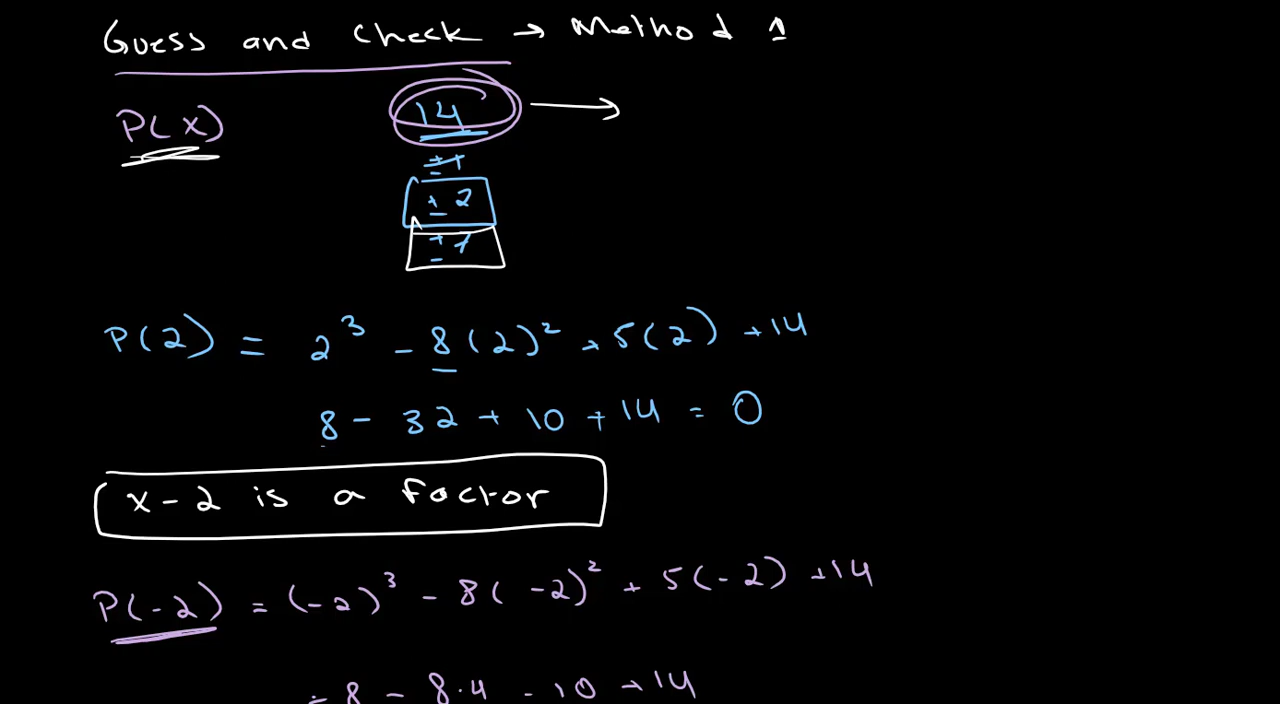 Guess and Check → Method 1
P(x) 14
±1
±2
±7
P(2) = 2³ - 8(2)² + 5(2) + 14
8 - 32 + 10 + 14 = 0
x - 2 is a factor
P(-2) = (-2)³ - 8(-2)² + 5(-2) + 14
= 8 - 8·4 - 10 + 14